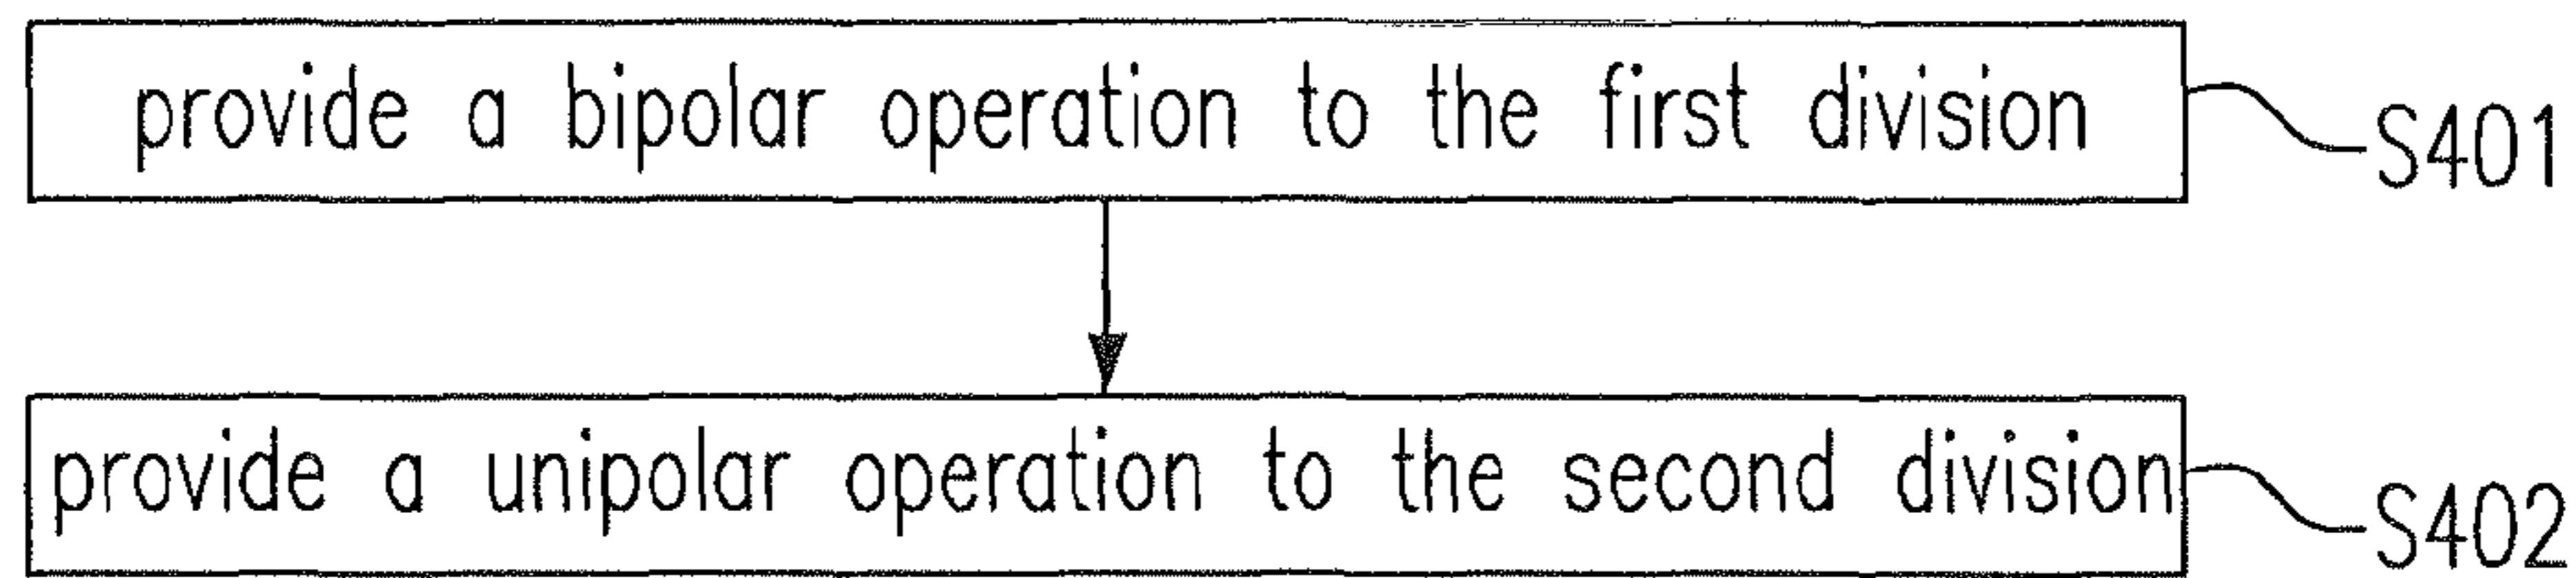 provide a bipolar operation to the first division
S401
provide a unipolar operation to the second division
S402